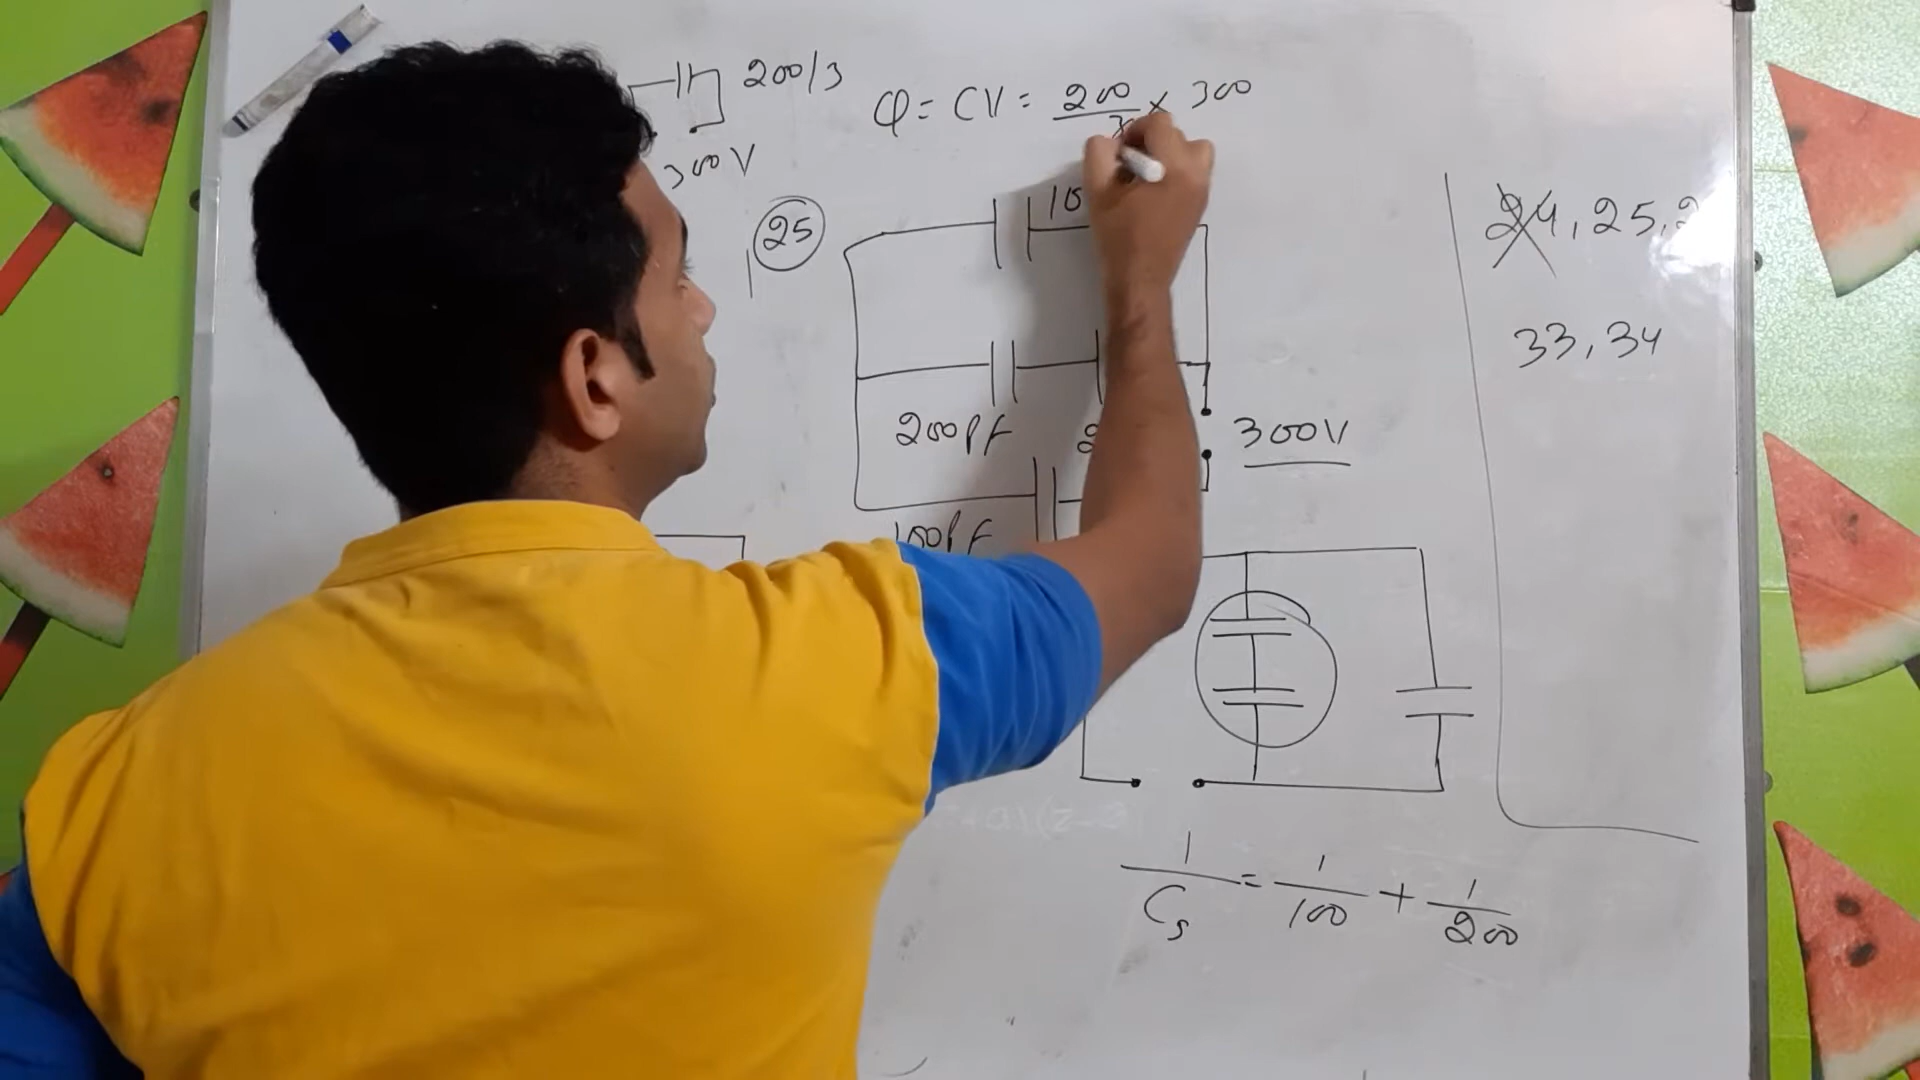 200/3
φ = CV = 200/3 × 300
300V
25
10
24, 25,
33, 34
200pF
300V
100pF
1/Cs = 1/100 + 1/200